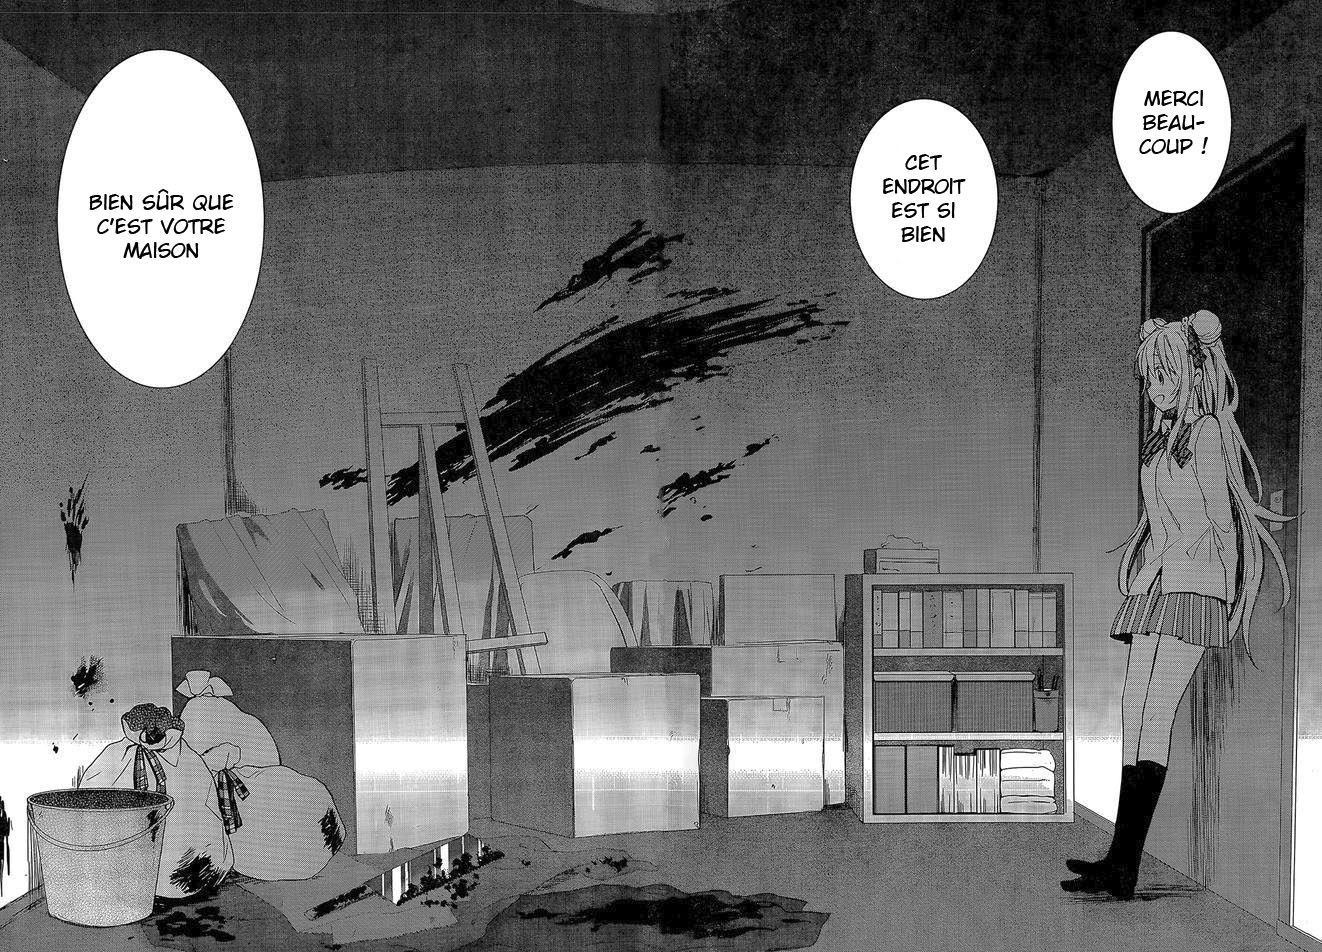 MERCI
BEAU-
COUP !
CET
ENDROIT
EST SI
BIEN
BIEN SÛR QUE
C'EST VOTRE
MAISON